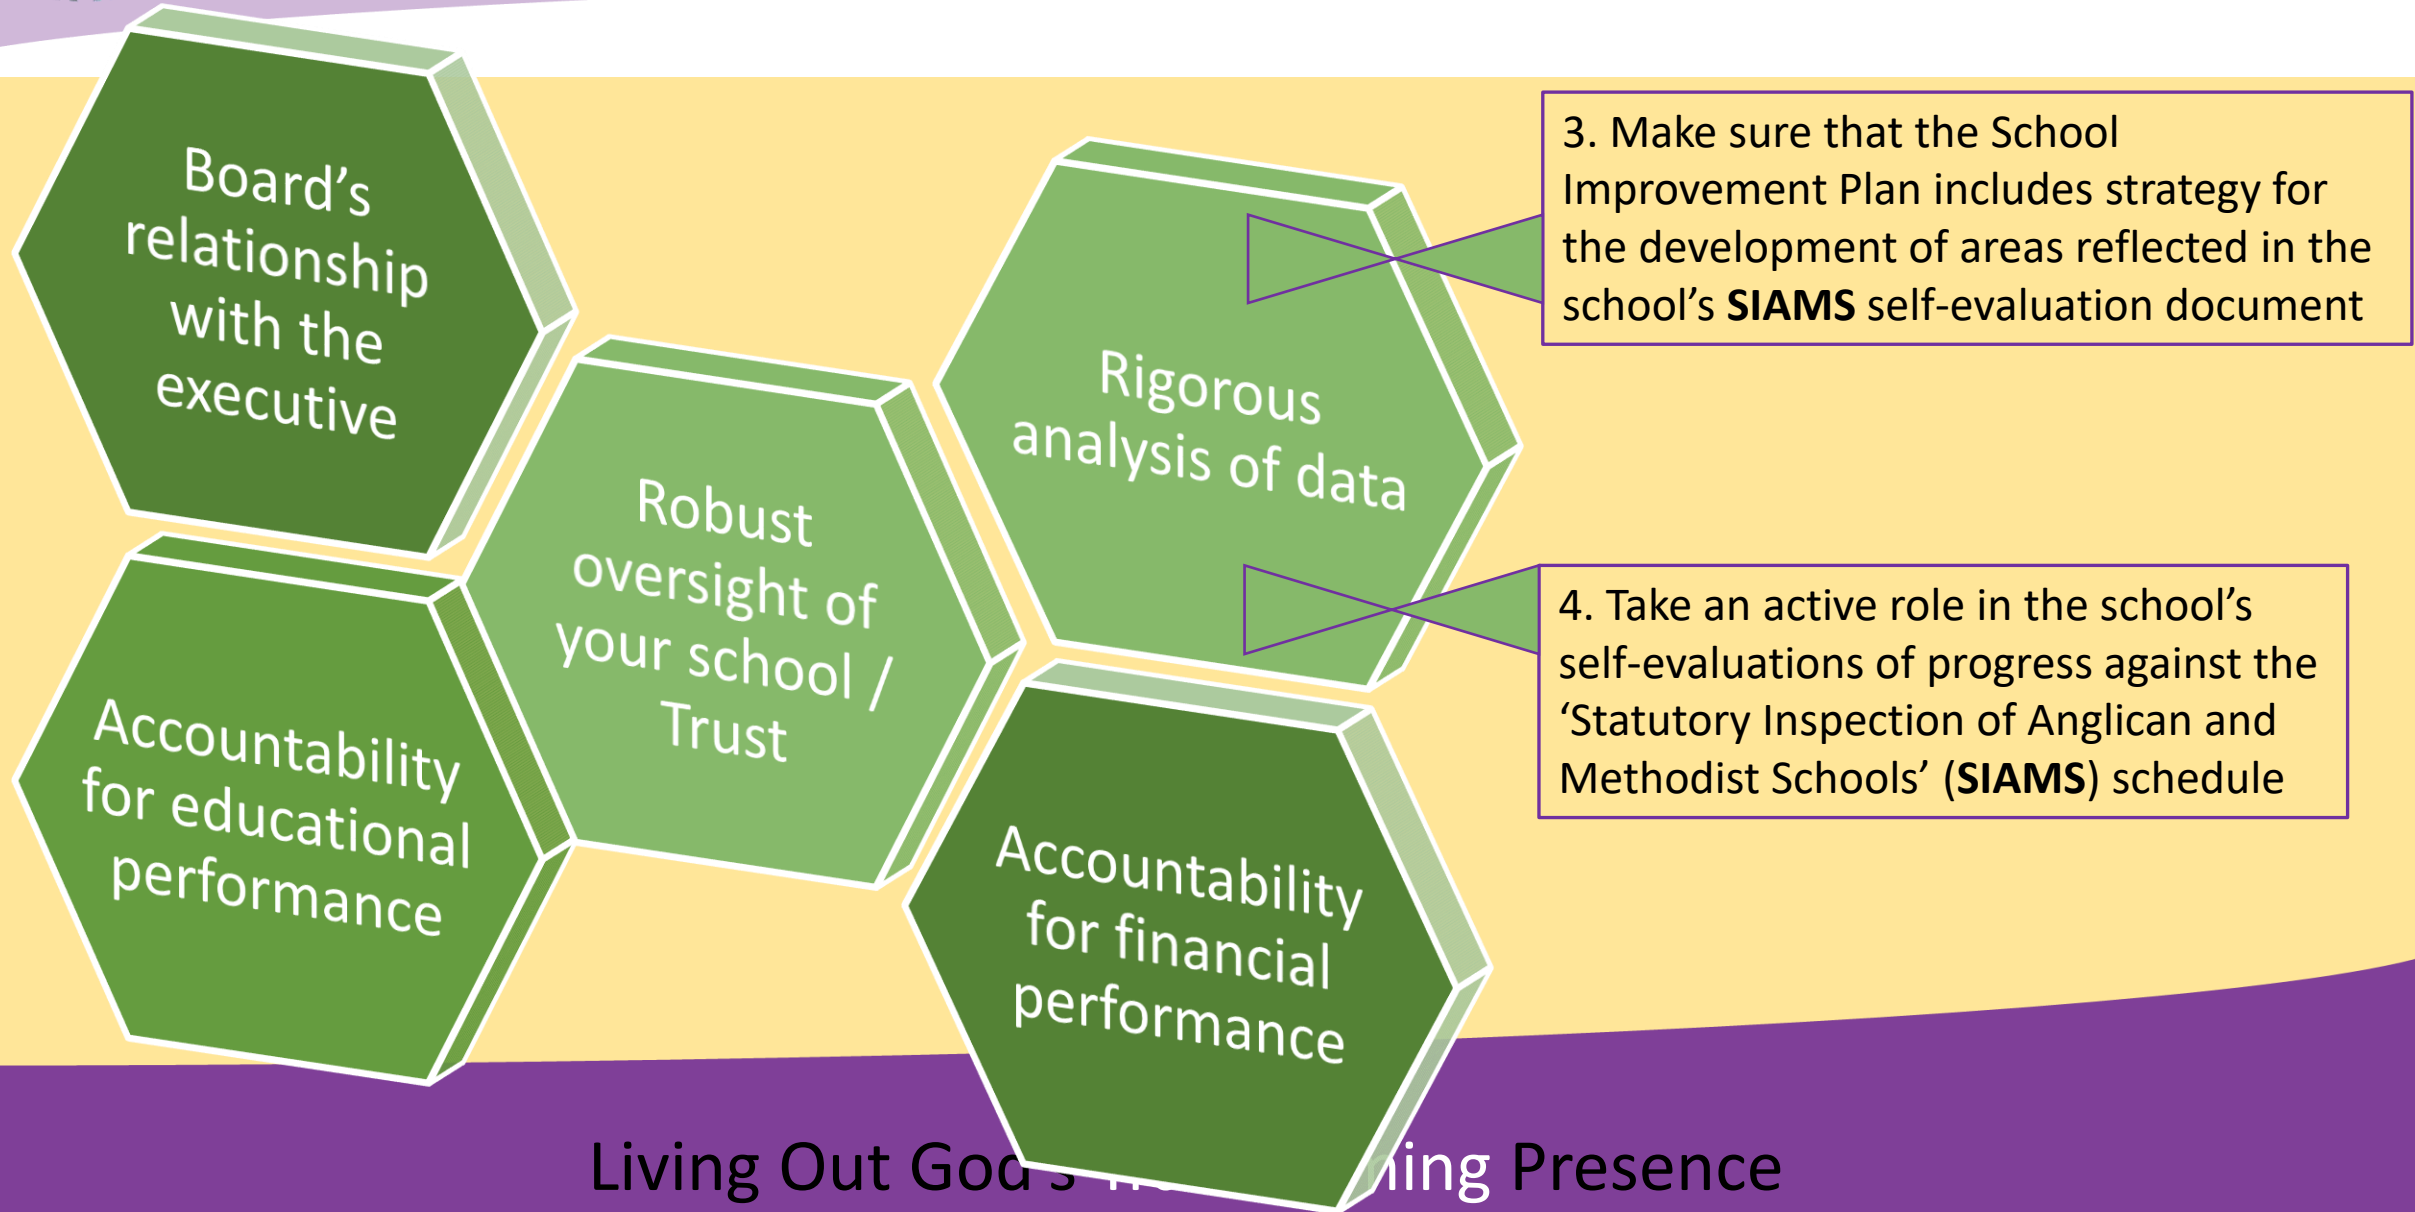 Board’s
relationship
with the
executive
Robust
oversight of
your school /
Trust
Rigorous
analysis of data
Accountability
for educational
performance
Accountability
for financial
performance
3. Make sure that the School
Improvement Plan includes strategy for
the development of areas reflected in the
school’s SIAMS self-evaluation document
4. Take an active role in the school’s
self-evaluations of progress against the
‘Statutory Inspection of Anglican and
Methodist Schools’ (SIAMS) schedule
Living Out God's Presence